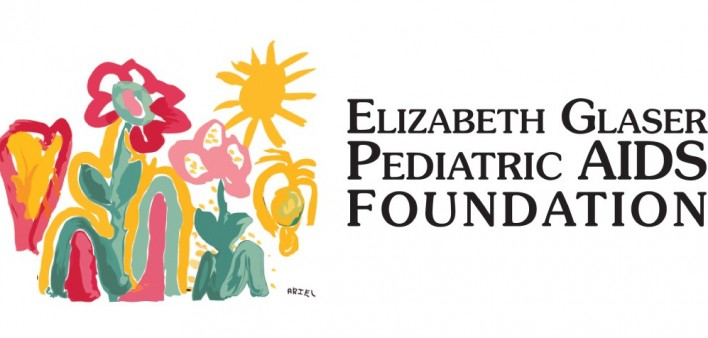 Elizabeth Glaser
Pediatric AIDS
Foundation
ARIEL